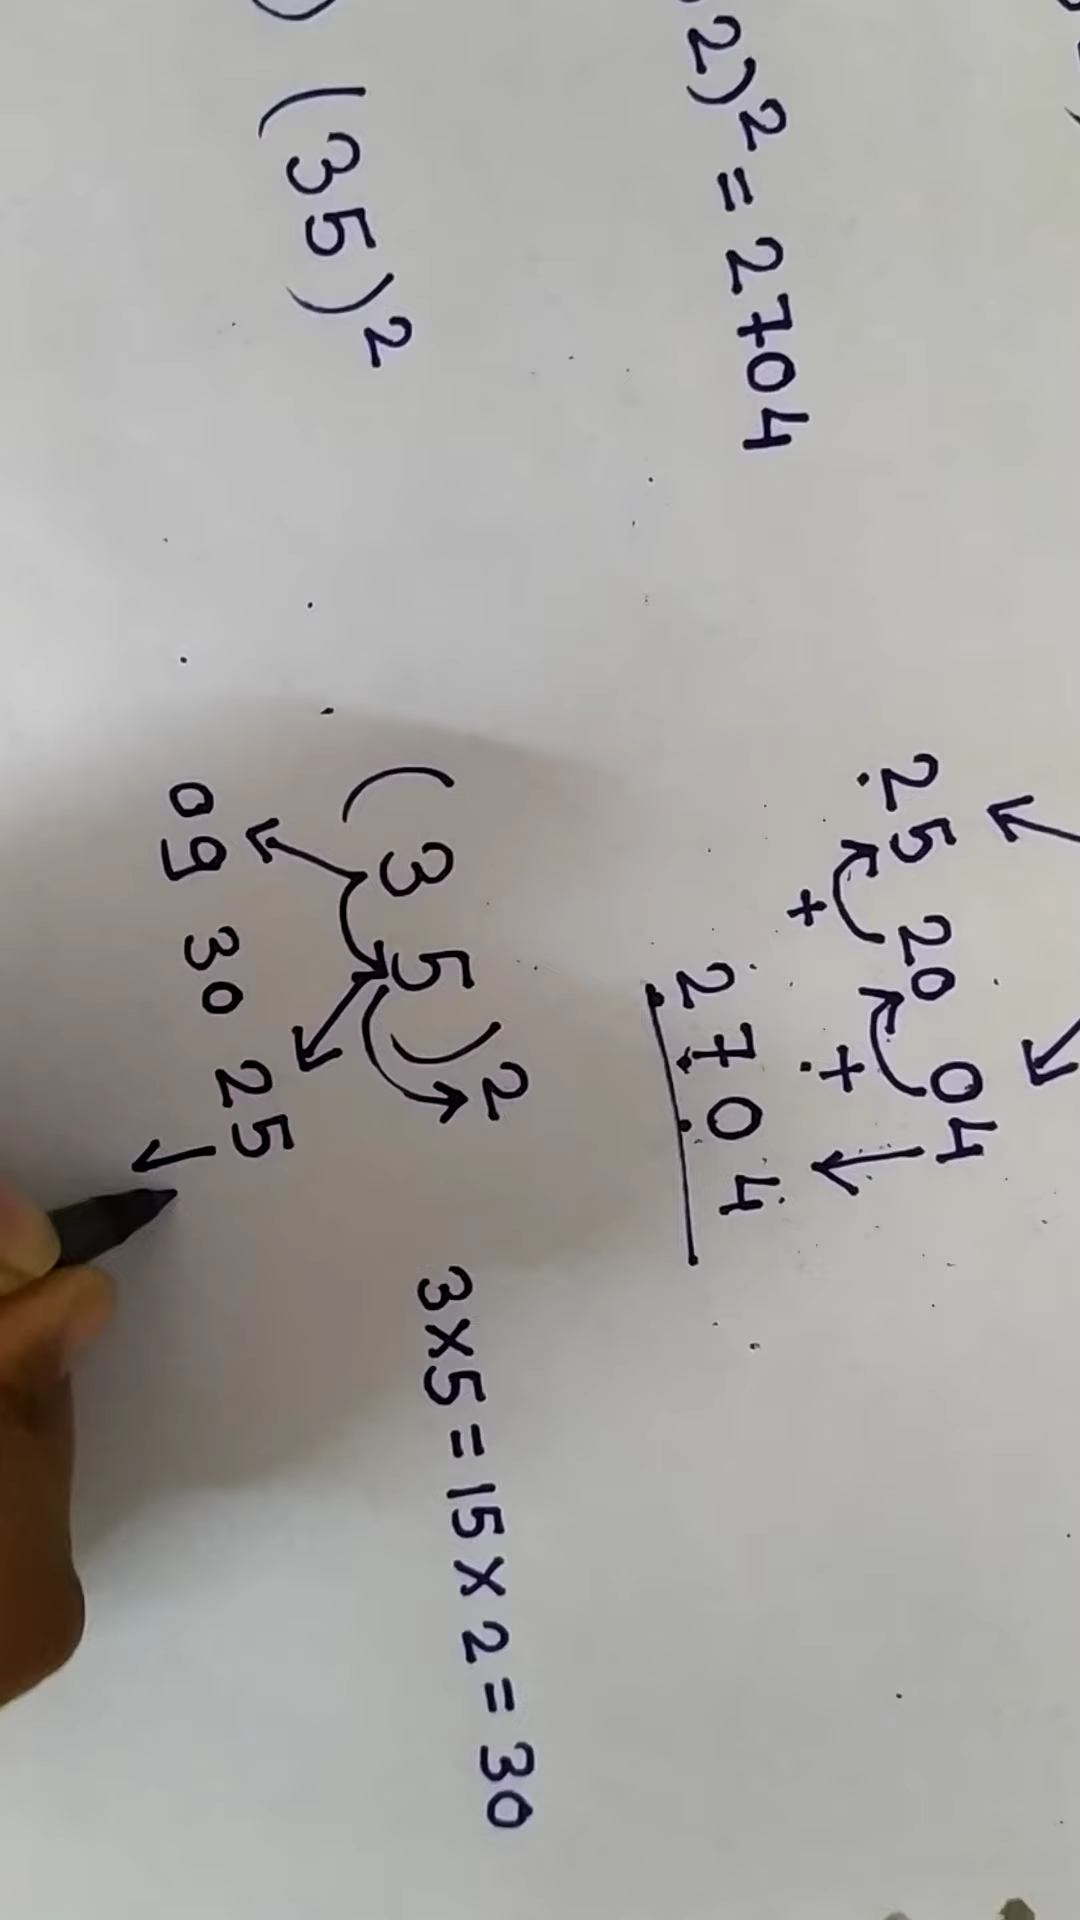 2)² = 2704
25 20 04
+ +
2704
(35)²
(35)²
3×5=15×2=30
09 30 25